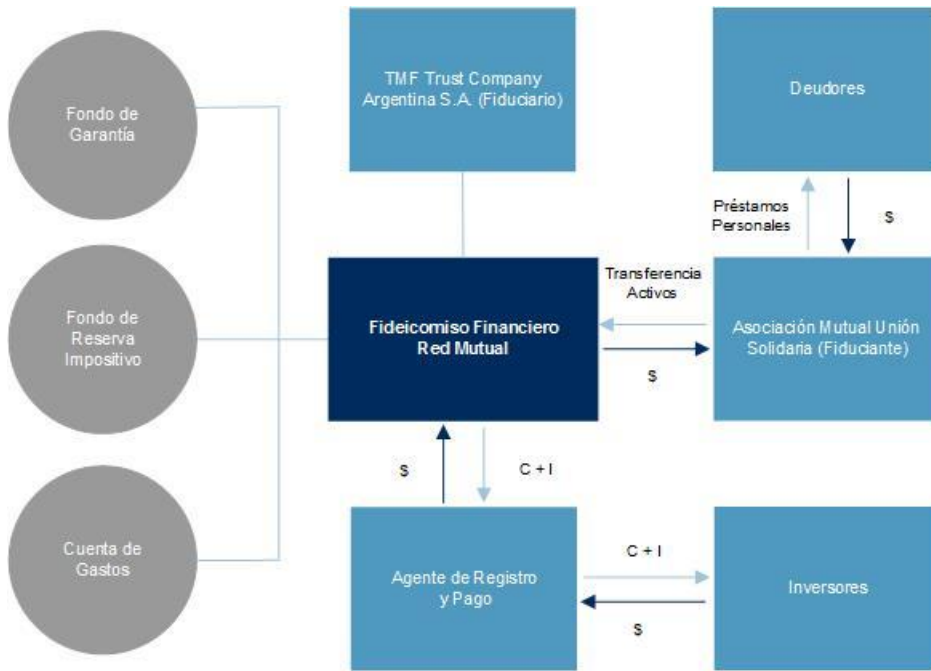 TMF Trust Company
Argentina S.A. (Fiduciario)
Deudores
Fondo de
Garantía
Préstamos
Personales
$
Fondo de
Reserva
Impositivo
Fideicomiso Financiero
Red Mutual
Transferencia
Activos
$
Asociación Mutual Unión
Solidaria (Fiduciante)
$
C + I
Cuenta de
Gastos
Agente de Registro
y Pago
C + I
$
Inversores